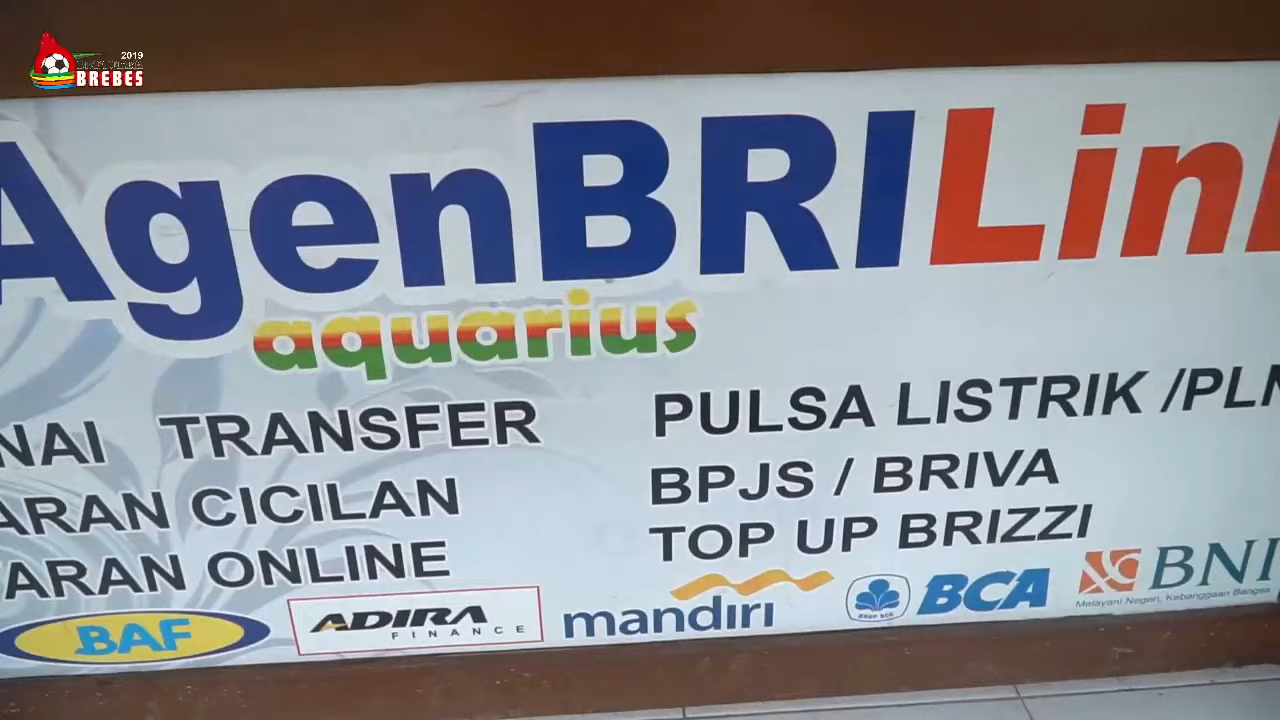 2019
BREBES
AgenBRILink
aquarius
NAI TRANSFER
PULSA LISTRIK /PLN
ARAN CICILAN
BPJS / BRIVA
ARAN ONLINE
TOP UP BRIZZI
BAF
ADIRA
FINANCE
mandiri
BCA
BNI
Melayani Negeri, Kebanggaan Bangsa